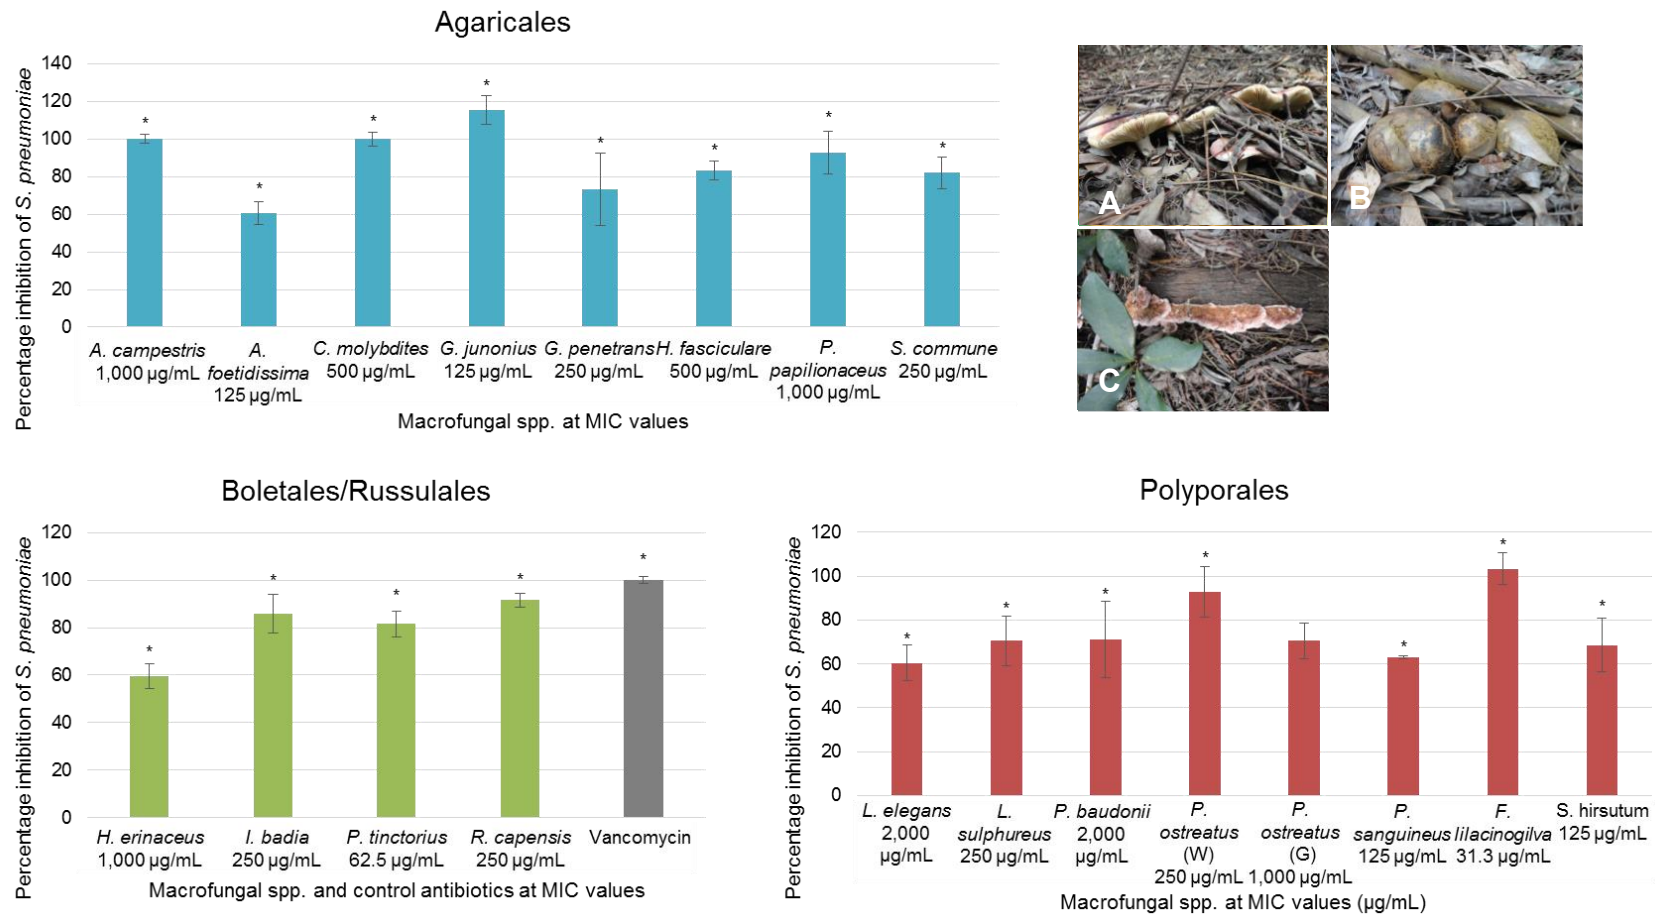 Agaricales
Percentage inhibition of S. pneumoniae
140
120
100
80
60
40
20
0
*
*
*
*
*
*
*
*
A. campestris
1,000 µg/mL
A.
foetidissima
125 µg/mL
C. molybdites
500 µg/mL
G. junonius
125 µg/mL
G. penetrans
250 µg/mL
H. fasciculare
500 µg/mL
P.
papilionaceus
1,000 µg/mL
S. commune
250 µg/mL
Macrofungal spp. at MIC values
A
B
C
Boletales/Russulales
Percentage inhibition of S. pneumoniae
120
100
80
60
40
20
0
*
*
*
*
*
H. erinaceus
1,000 µg/mL
I. badia
250 µg/mL
P. tinctorius
62.5 µg/mL
R. capensis
250 µg/mL
Vancomycin
Macrofungal spp. and control antibiotics at MIC values
Polyporales
Percentage inhibition of S. pneumoniae
120
100
80
60
40
20
0
*
*
*
*
*
*
*
L. elegans
2,000
µg/mL
L.
sulphureus
250 µg/mL
P. baudonii
2,000
µg/mL
P.
ostreatus
(W)
250 µg/mL
P.
ostreatus
(G)
1,000 µg/mL
P.
sanguineus
125 µg/mL
F.
lilacinogilva
31.3 µg/mL
S. hirsutum
125 µg/mL
Macrofungal spp. at MIC values (µg/mL)